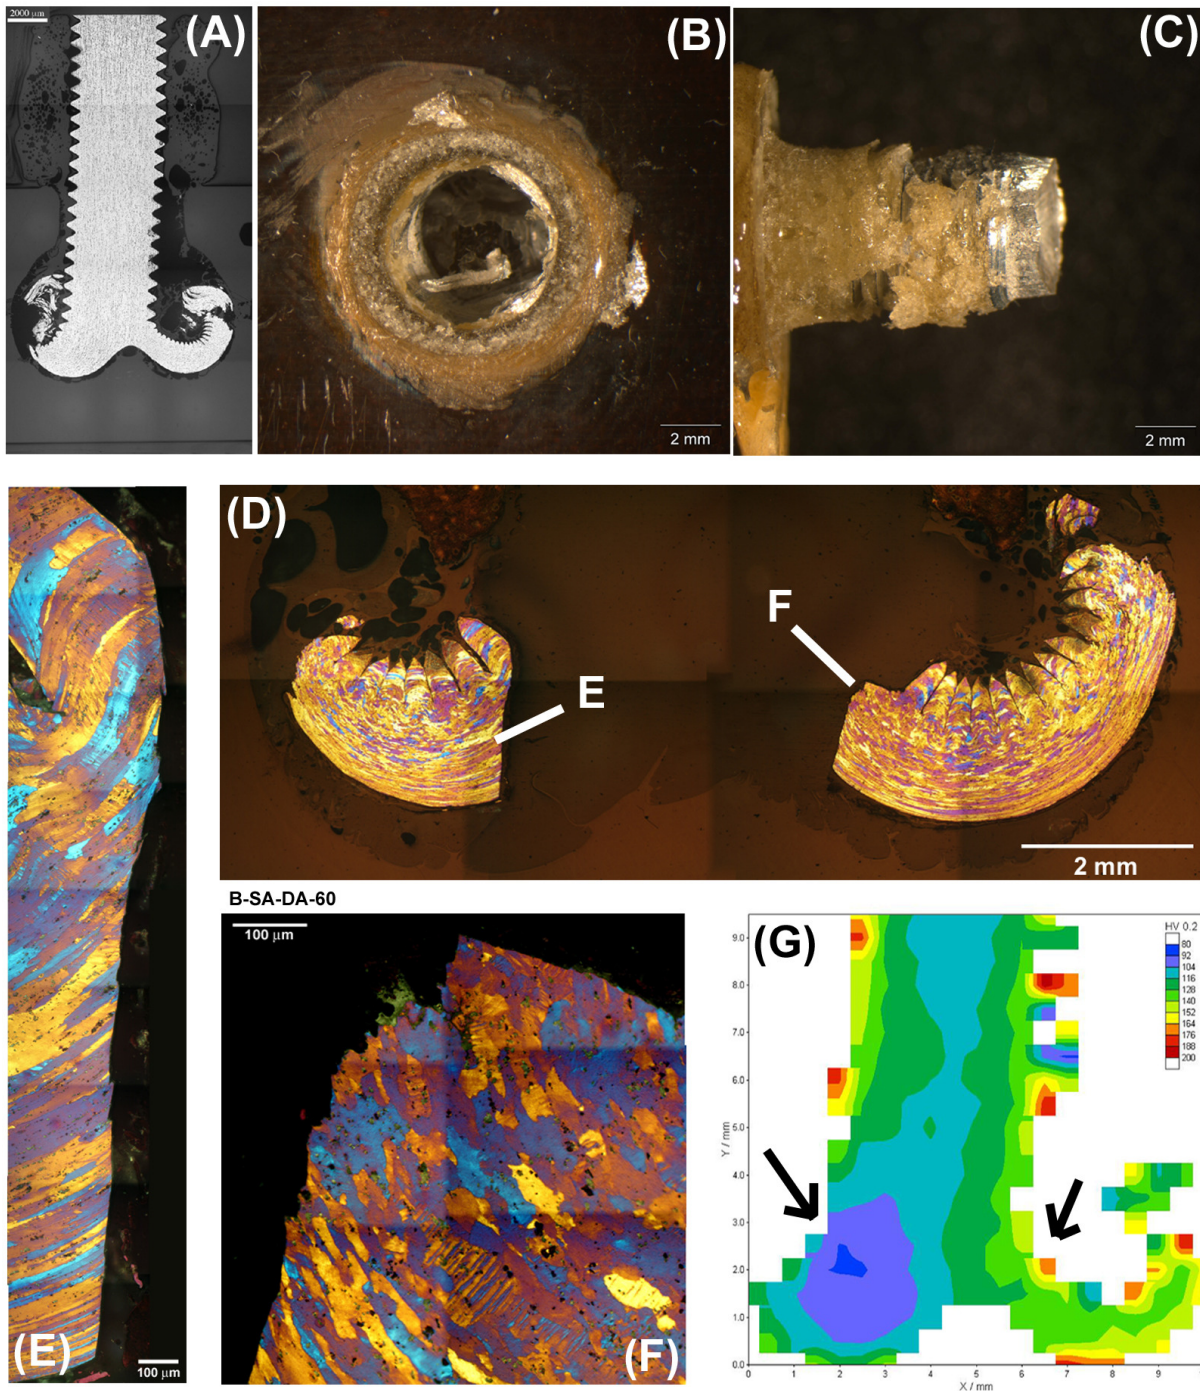 2000 μm
(A)
(B)
2 mm
(C)
2 mm
(D)
E
F
2 mm
(E)
100 μm
B-SA-DA-60
100 μm
(F)
(G)
HV 0.2
80
92
104
116
128
140
152
164
176
188
200
9.0
8.0
7.0
6.0
5.0
4.0
3.0
2.0
1.0
0.0
Y / mm
0 1 2 3 4 5 6 7 8 9
X / mm